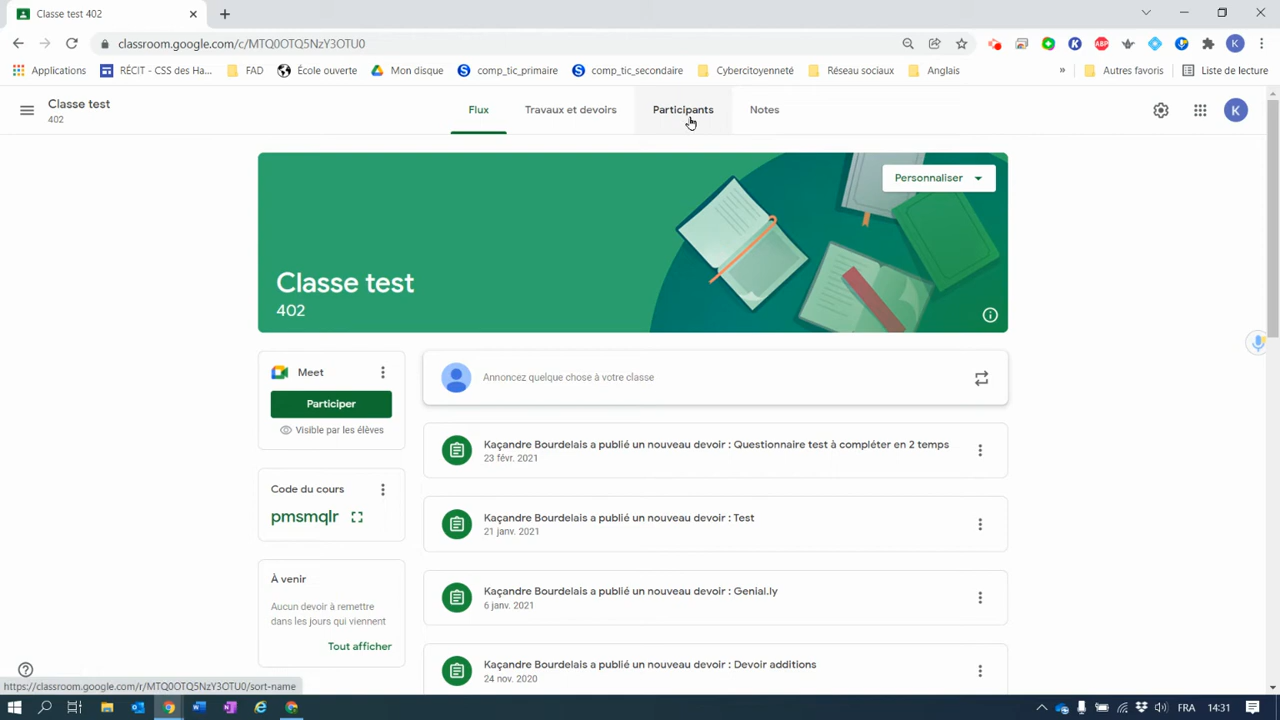 Classe test 402
classroom.google.com/c/MTQ0OTQ5NzY3OTU0
Applications
RÉCIT - CSS des Ha...
FAD
École ouverte
Mon disque
comp_tic_primaire
comp_tic_secondaire
Cybercitoyenneté
Réseau sociaux
Anglais
»
Autres favoris
Liste de lecture
Classe test
402
Flux
Travaux et devoirs
Participants
Notes
K
Personnaliser
Classe test
402
Meet
Participer
Visible par les élèves
Code du cours
pmsmqlr
À venir
Aucun devoir à remettre
dans les jours qui viennent
Tout afficher
Annoncez quelque chose à votre classe
Kaçandre Bourdelais a publié un nouveau devoir : Questionnaire test à compléter en 2 temps
23 févr. 2021
Kaçandre Bourdelais a publié un nouveau devoir : Test
21 janv. 2021
Kaçandre Bourdelais a publié un nouveau devoir : Genial.ly
6 janv. 2021
Kaçandre Bourdelais a publié un nouveau devoir : Devoir additions
24 nov. 2020
https://classroom.google.com/r/MTQ0OTQ5NzY3OTU0/sort-name
FRA
14:31